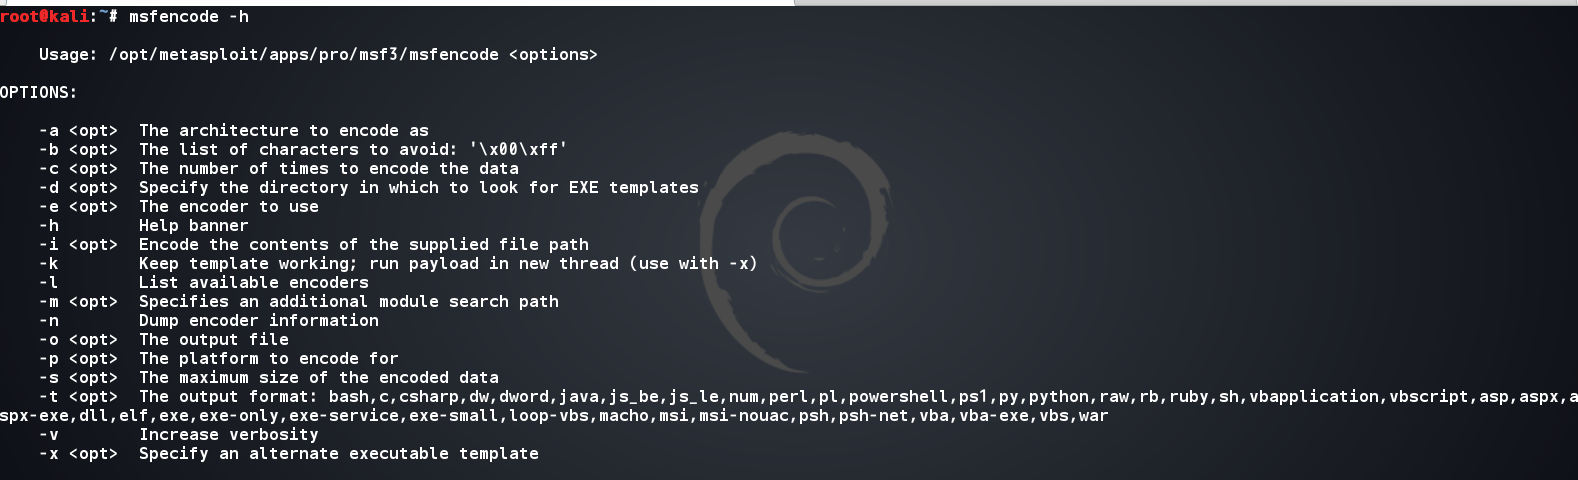 root@kali:~# msfencode -h
Usage: /opt/metasploit/apps/pro/msf3/msfencode <options>
OPTIONS:
-a <opt>  The architecture to encode as
-b <opt>  The list of characters to avoid: '\x00\xff'
-c <opt>  The number of times to encode the data
-d <opt>  Specify the directory in which to look for EXE templates
-e <opt>  The encoder to use
-h        Help banner
-i <opt>  Encode the contents of the supplied file path
-k        Keep template working; run payload in new thread (use with -x)
-l        List available encoders
-m <opt>  Specifies an additional module search path
-n        Dump encoder information
-o <opt>  The output file
-p <opt>  The platform to encode for
-s <opt>  The maximum size of the encoded data
-t <opt>  The output format: bash,c,csharp,dw,dword,java,js_be,js_le,num,perl,pl,powershell,ps1,py,python,raw,rb,ruby,sh,vbapplication,vbscript,asp,aspx,a
spx-exe,dll,elf,exe,exe-only,exe-service,exe-small,loop-vbs,macho,msi,msi-nouac,psh,psh-net,vba,vba-exe,vbs,war
-v        Increase verbosity
-x <opt>  Specify an alternate executable template